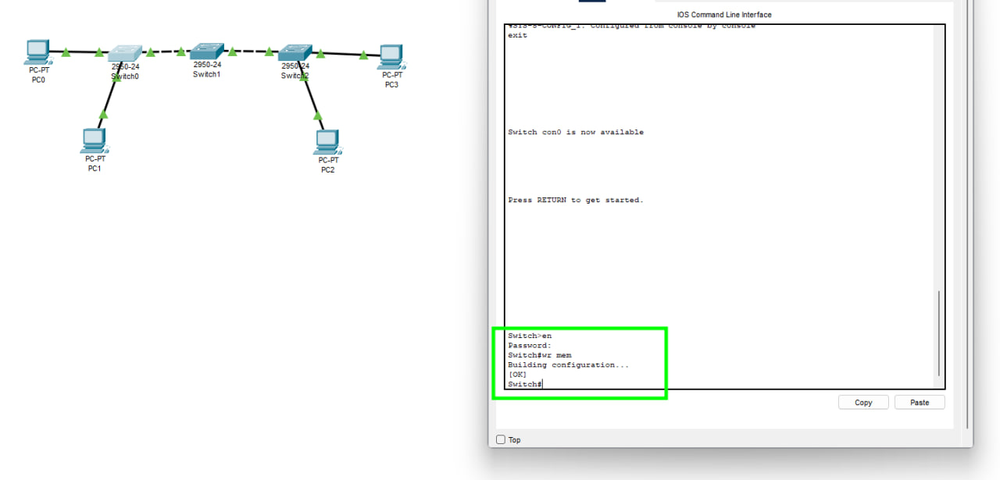 PC-PT
PC0
2950-24
Switch0
2950-24
Switch1
2950-24
Switch2
PC-PT
PC3
PC-PT
PC1
PC-PT
PC2
IOS Command Line Interface
%SYS-5-CONFIG_I: Configured from console by console
exit
Switch con0 is now available
Press RETURN to get started.
Switch>en
Password:
Switch#wr mem
Building configuration...
[OK]
Switch#
Copy
Paste
Top